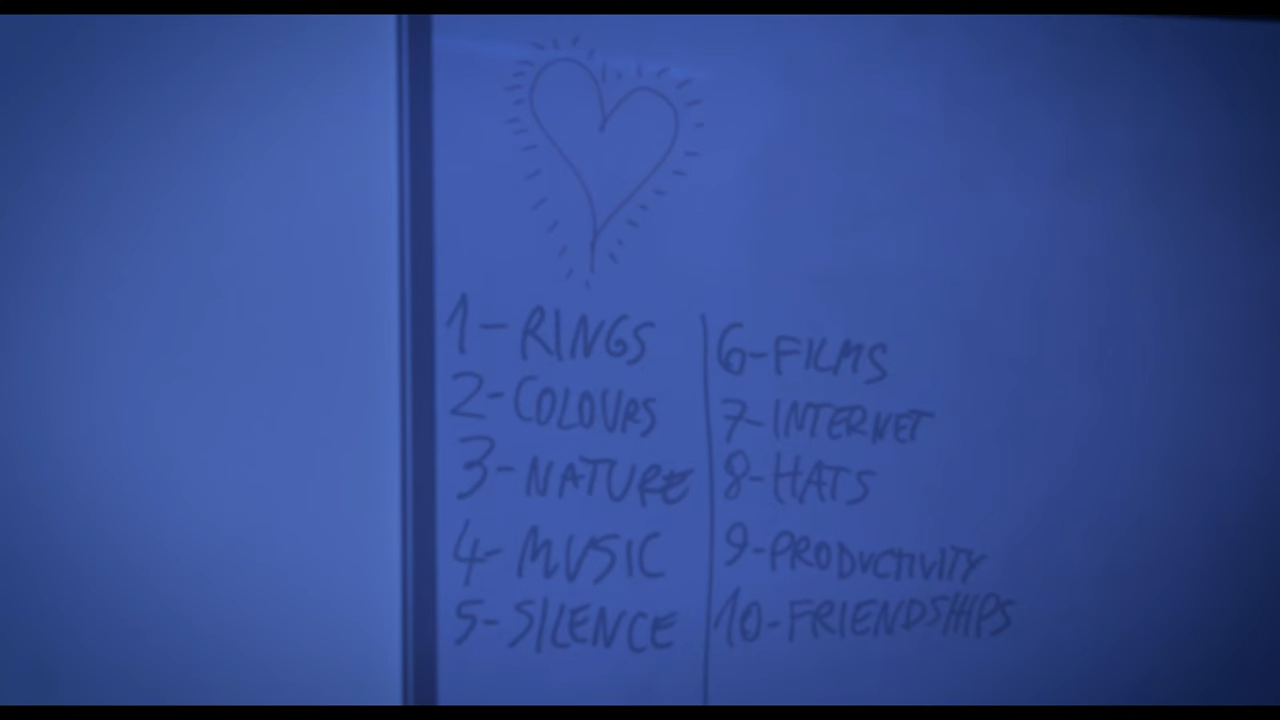 1-RINGS
2-COLOURS
3-NATURE
4-MUSIC
5-SILENCE
6-FILMS
7-INTERNET
8-HATS
9-PRODUCTIVITY
10-FRIENDSHIPS